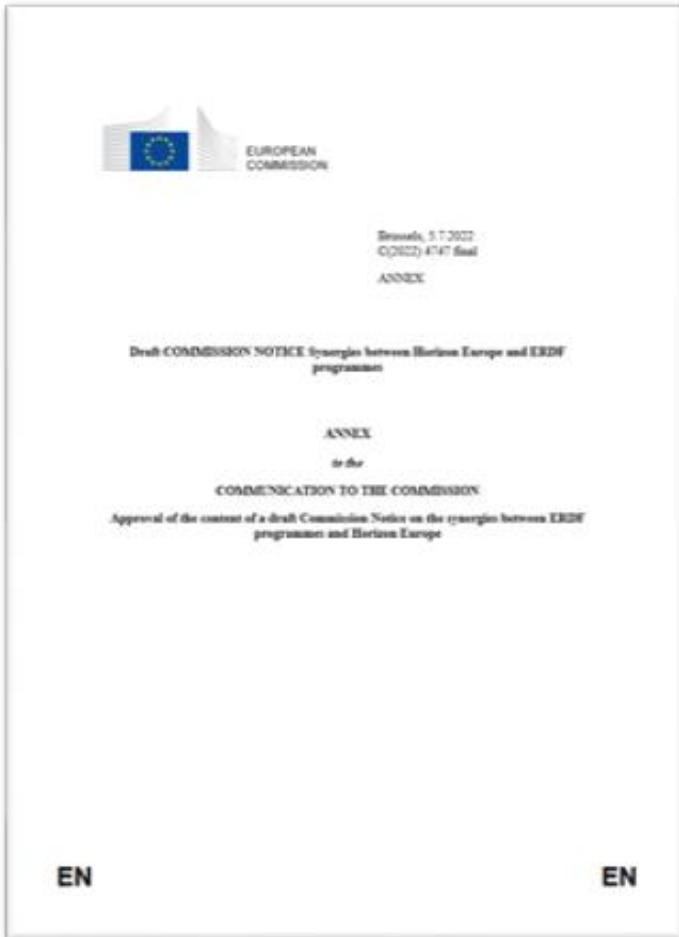 EUROPEAN
COMMISSION
Brussels, 5.7.2022
C(2022) 4747 final
ANNEX
Draft COMMISSION NOTICE Synergies between Horizon Europe and ERDF
programmes
ANNEX
to the
COMMUNICATION TO THE COMMISSION
Approval of the content of a draft Commission Notice on the synergies between ERDF
programmes and Horizon Europe
EN
EN